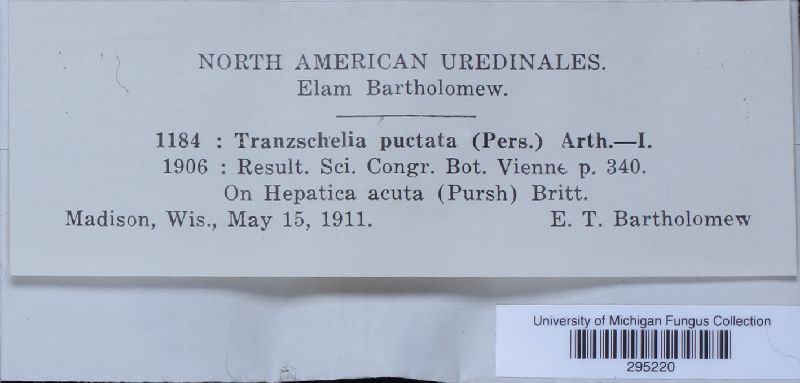 NORTH AMERICAN UREDINALES.
Elam Bartholomew.
1184 : Tranzschelia puctata (Pers.) Arth.—I.
1906 : Result. Sci. Congr. Bot. Vienne p. 340.
On Hepatica acuta (Pursh) Britt.
Madison, Wis., May 15, 1911. E. T. Bartholomew
University of Michigan Fungus Collection
295220